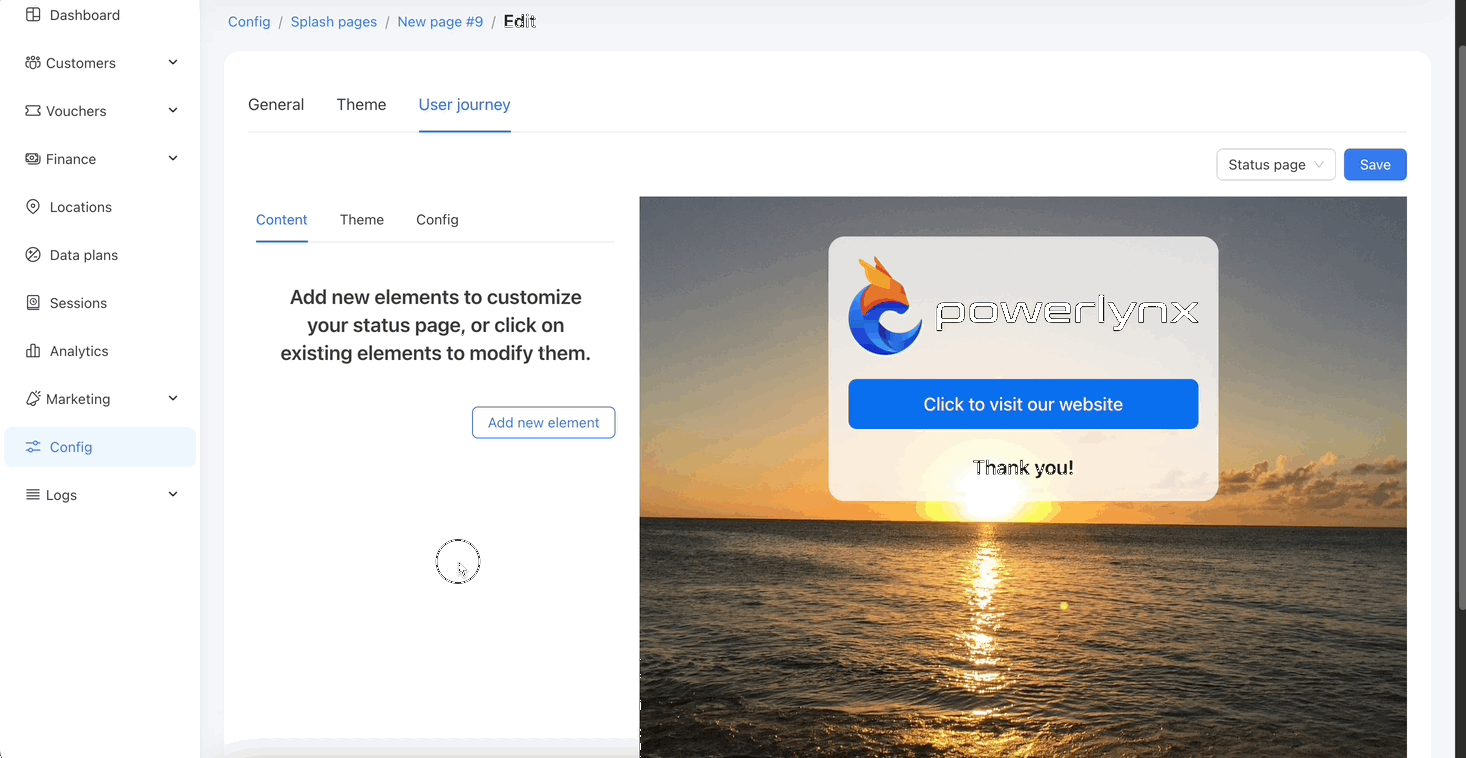 Dashboard
Customers
Vouchers
Finance
Locations
Data plans
Sessions
Analytics
Marketing
Config
Logs
Config / Splash pages / New page #9 / Edit
General Theme User journey
Status page Save
Content Theme Config
Add new elements to customize
your status page, or click on
existing elements to modify them.
Add new element
powerlynx
Click to visit our website
Thank you!